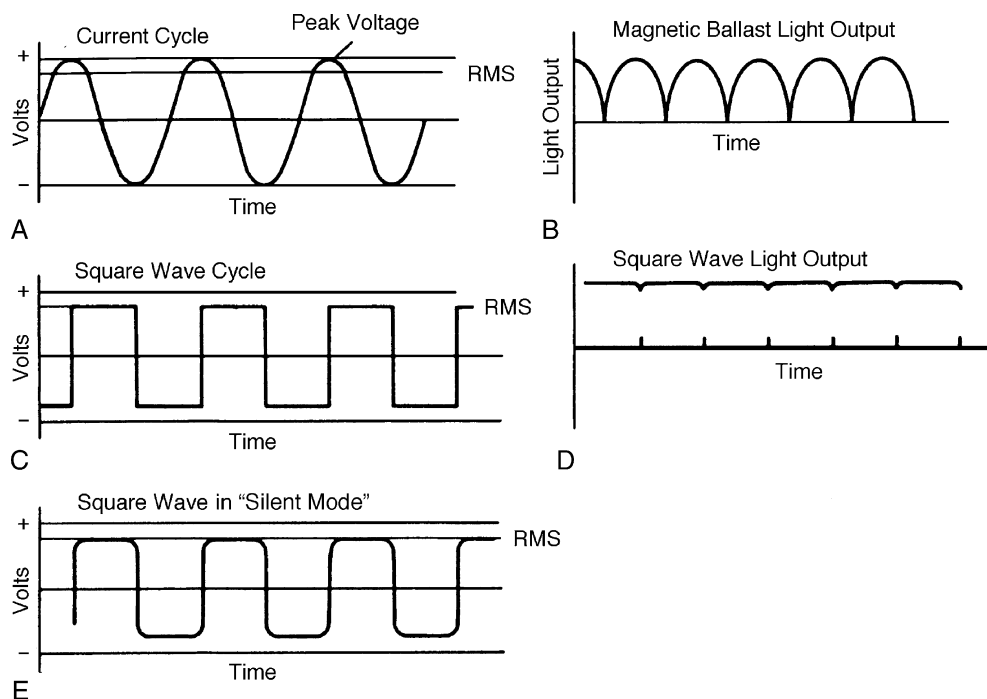 Current Cycle
Peak Voltage
+
RMS
Volts
–
Time
A
Magnetic Ballast Light Output
Light Output
Time
B
Square Wave Cycle
+
RMS
Volts
–
Time
C
Square Wave Light Output
Time
D
Square Wave in “Silent Mode”
+
RMS
Volts
–
Time
E